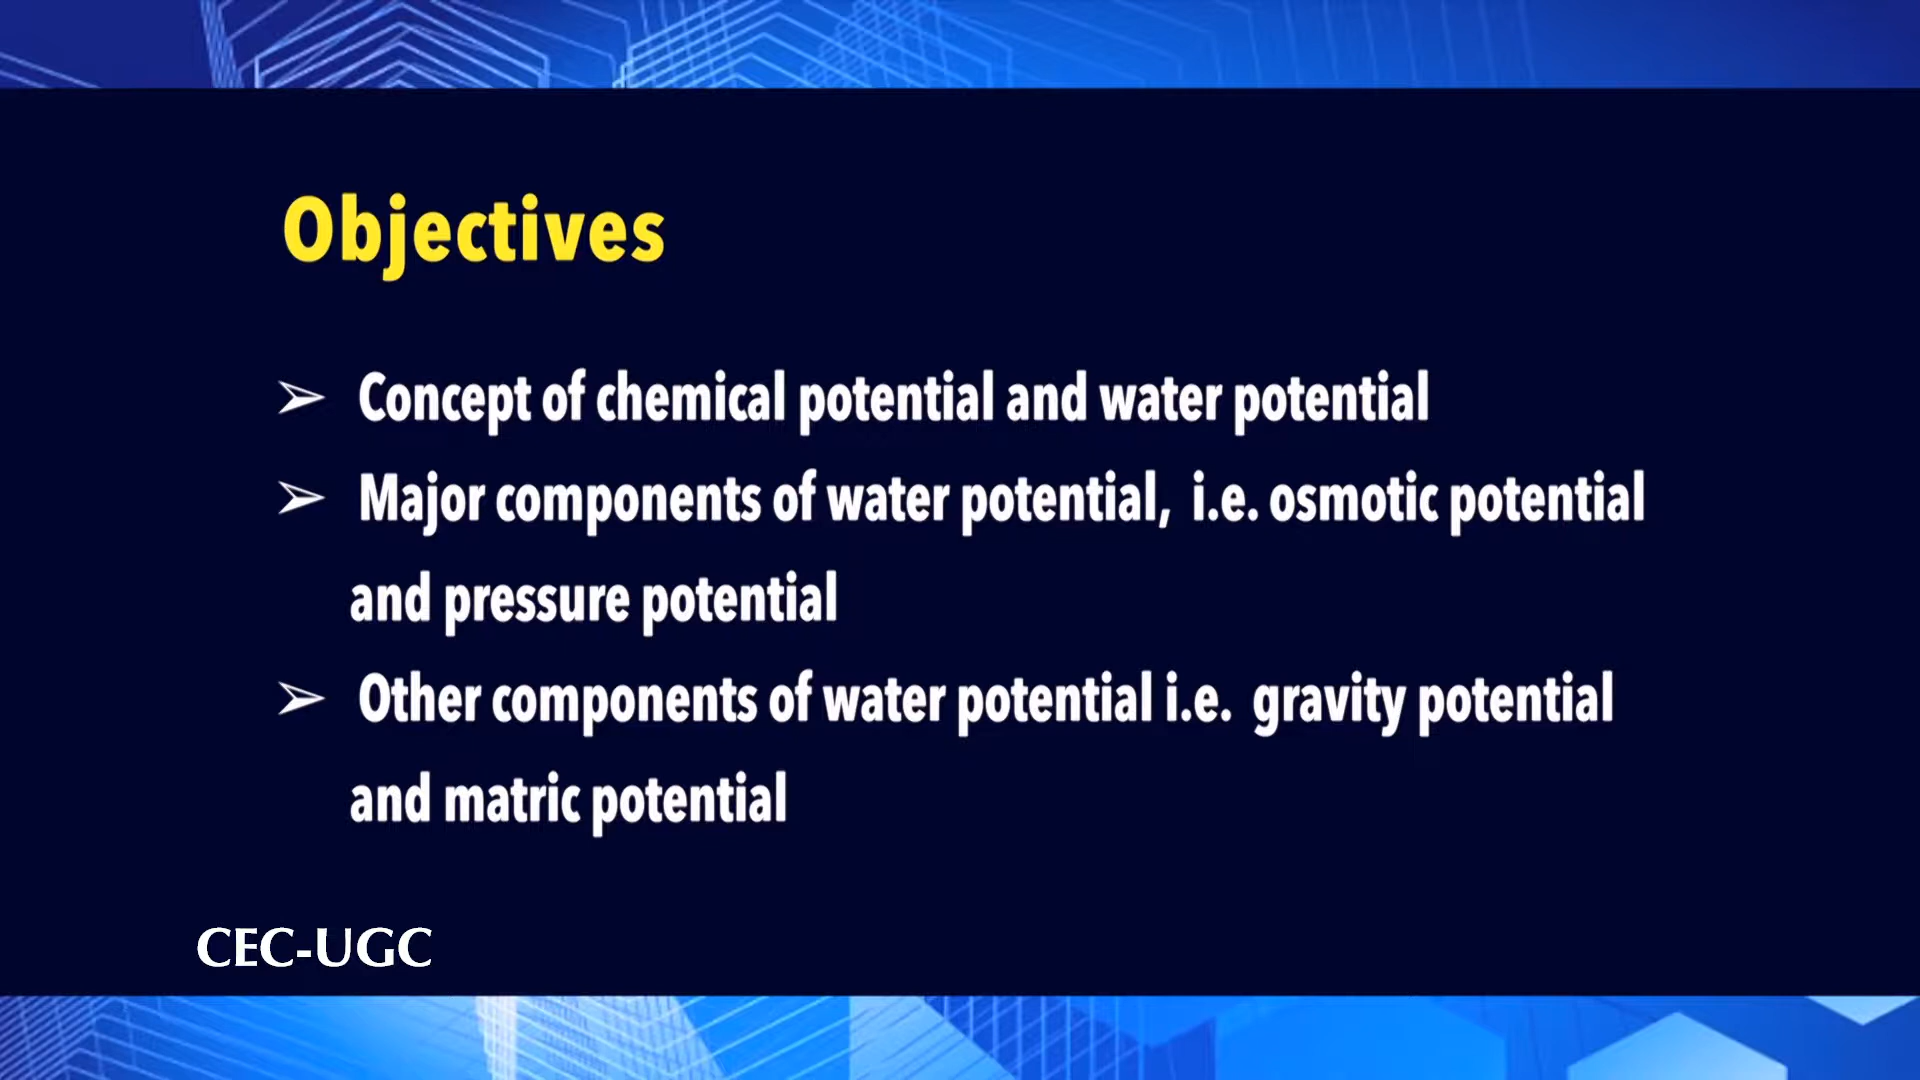 Objectives
➢ Concept of chemical potential and water potential
➢ Major components of water potential, i.e. osmotic potential
and pressure potential
➢ Other components of water potential i.e. gravity potential
and matric potential
CEC-UGC